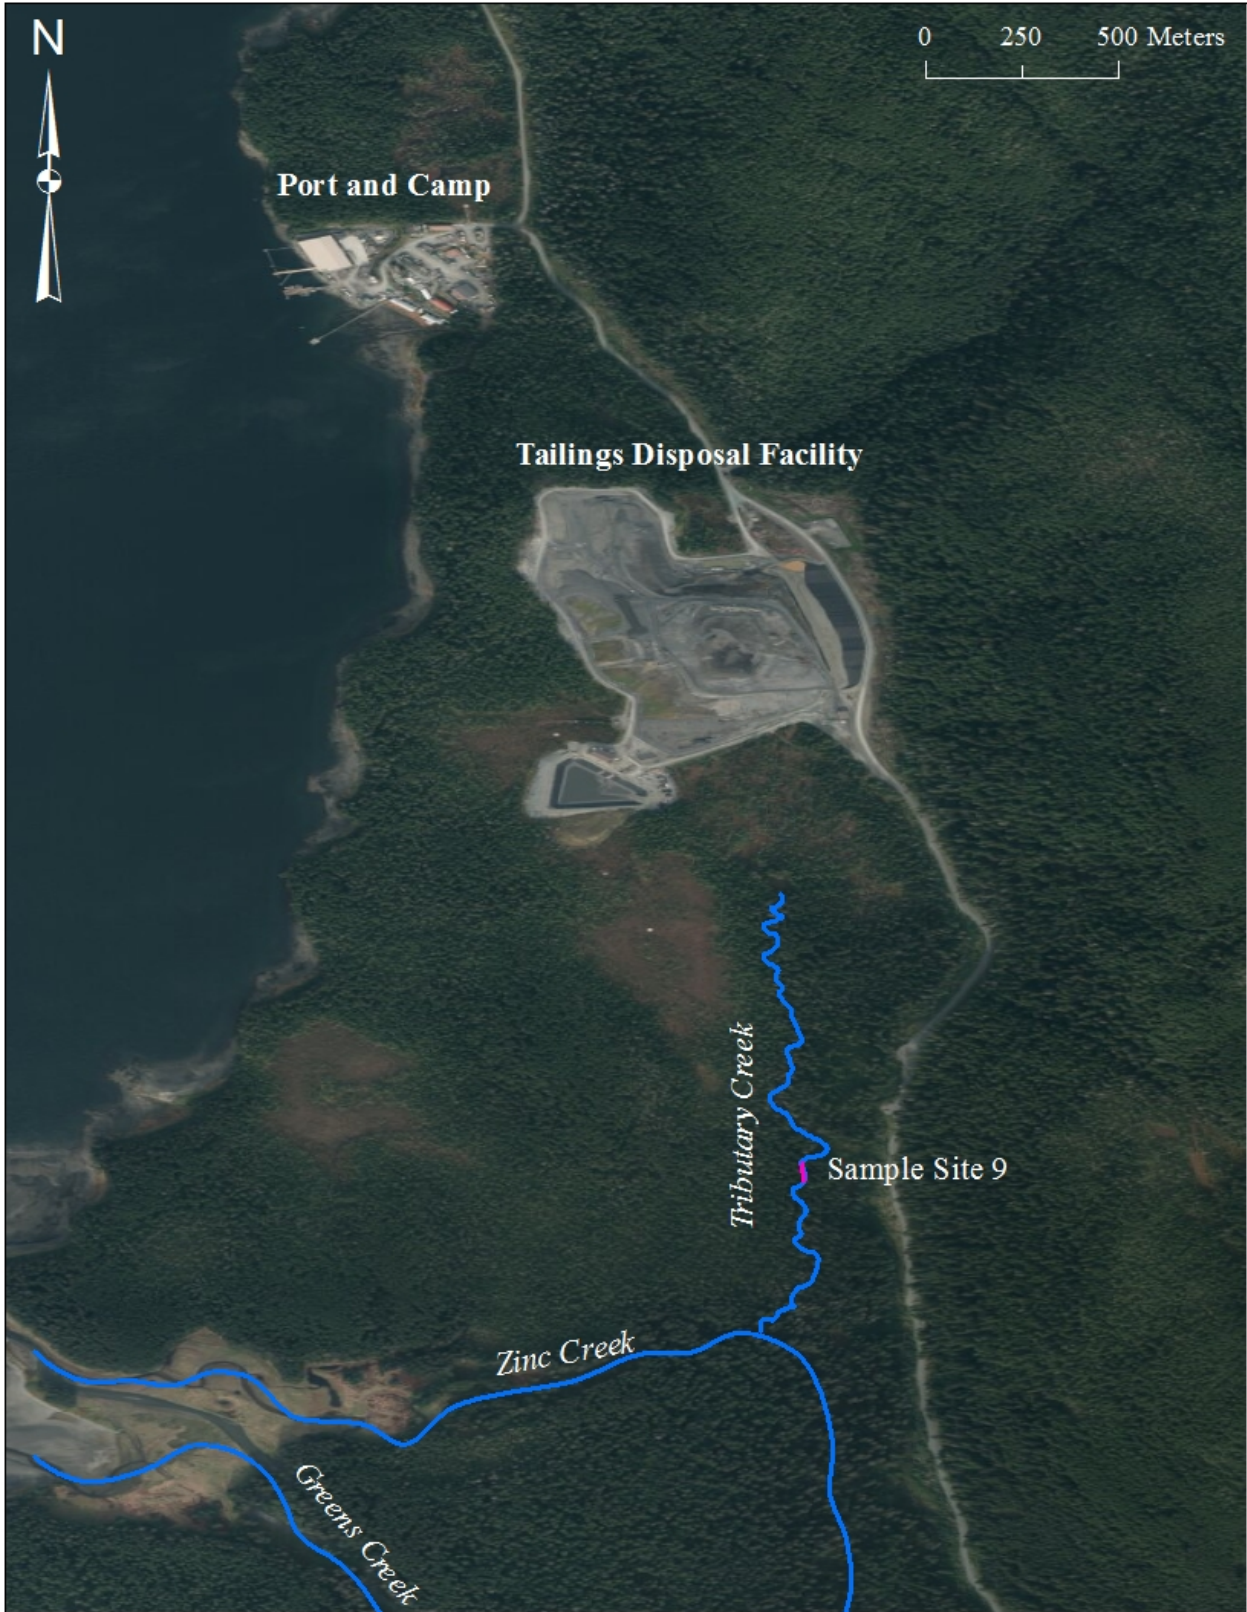 N
0 250 500 Meters
Port and Camp
Tailings Disposal Facility
Tributary Creek
Sample Site 9
Zinc Creek
Greens Creek